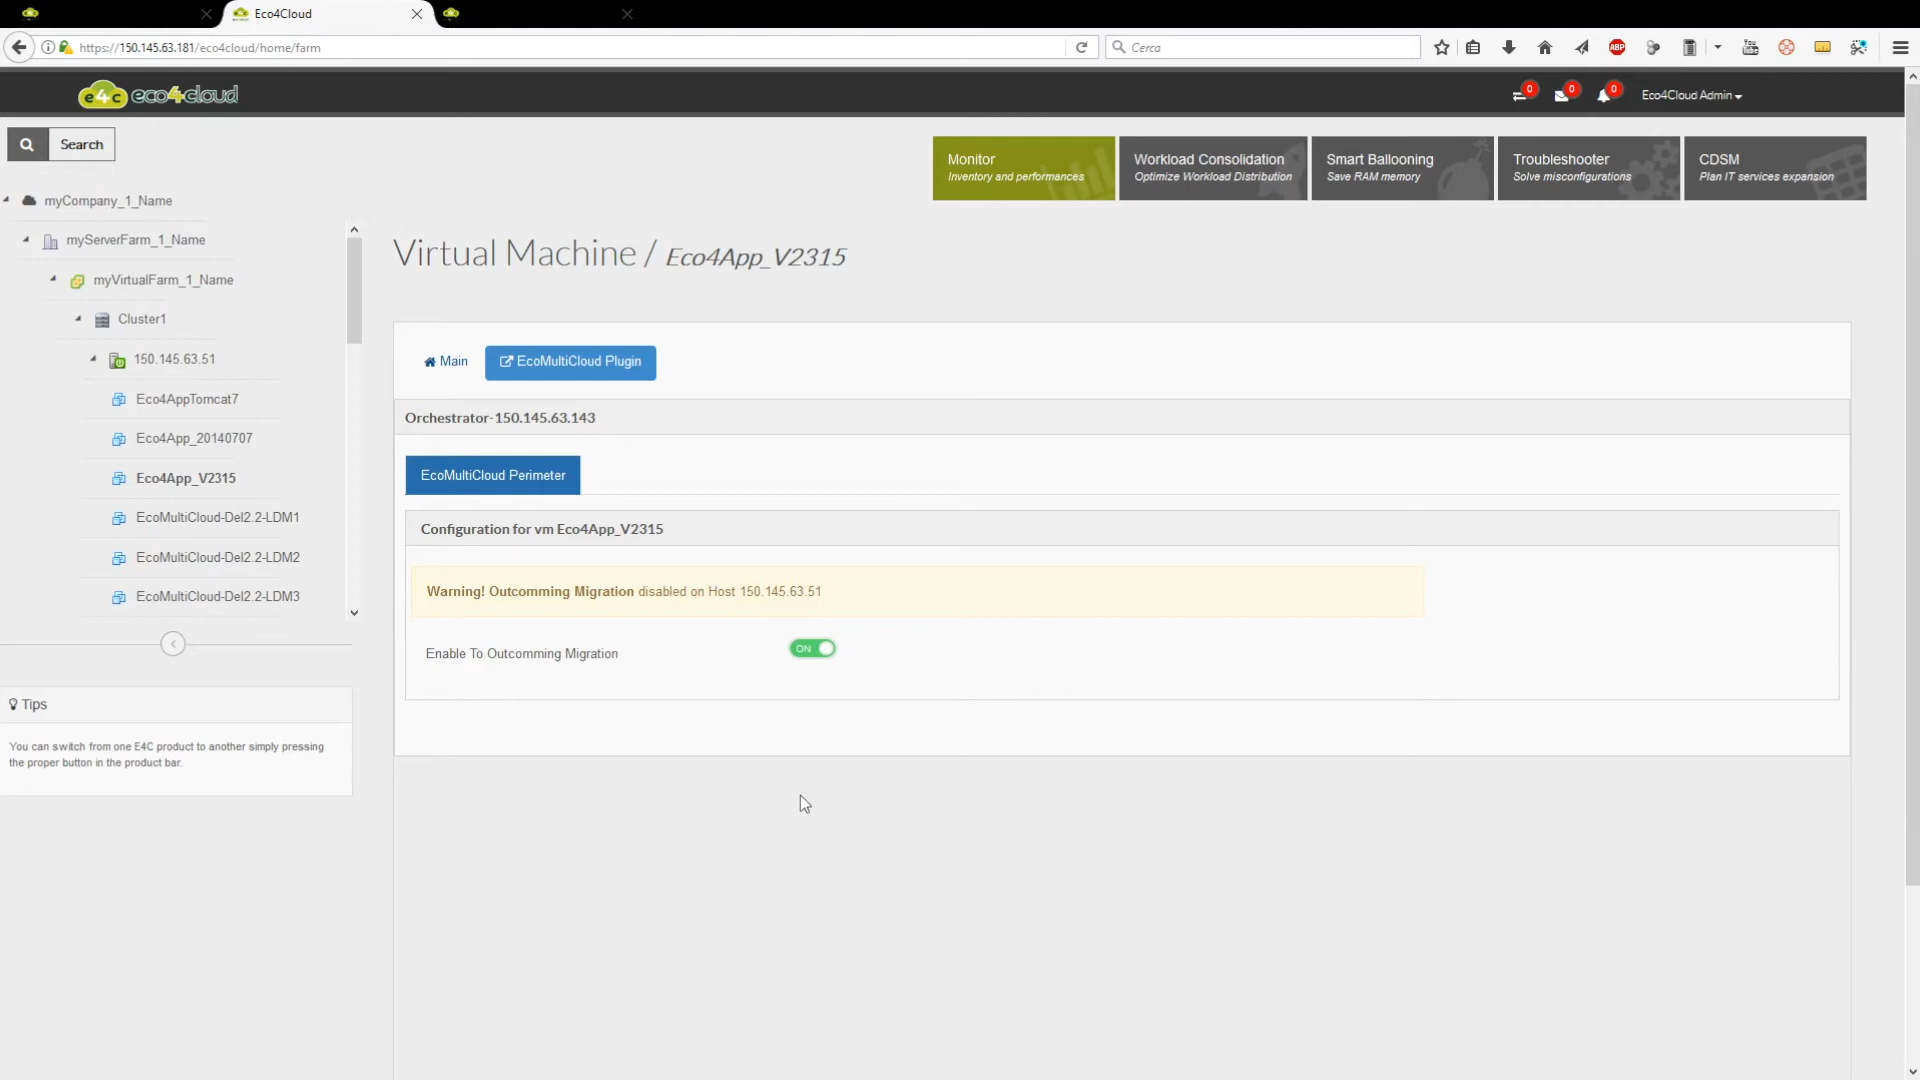 Eco4Cloud
https://150.145.63.181/eco4cloud/home/farm
Cerca
ABP
e4c eco4cloud
0
0
0
Eco4Cloud Admin
Search
Monitor
Inventory and performances
Workload Consolidation
Optimize Workload Distribution
Smart Ballooning
Save RAM memory
Troubleshooter
Solve misconfigurations
CDSM
Plan IT services expansion
myCompany_1_Name
myServerFarm_1_Name
myVirtualFarm_1_Name
Cluster1
150.145.63.51
Eco4AppTomcat7
Eco4App_20140707
Eco4App_V2315
EcoMultiCloud-Del2.2-LDM1
EcoMultiCloud-Del2.2-LDM2
EcoMultiCloud-Del2.2-LDM3
Tips
You can switch from one E4C product to another simply pressing
the proper button in the product bar.
Virtual Machine / Eco4App_V2315
Main
EcoMultiCloud Plugin
Orchestrator-150.145.63.143
EcoMultiCloud Perimeter
Configuration for vm Eco4App_V2315
Warning! Outcomming Migration disabled on Host 150.145.63.51
Enable To Outcomming Migration
ON